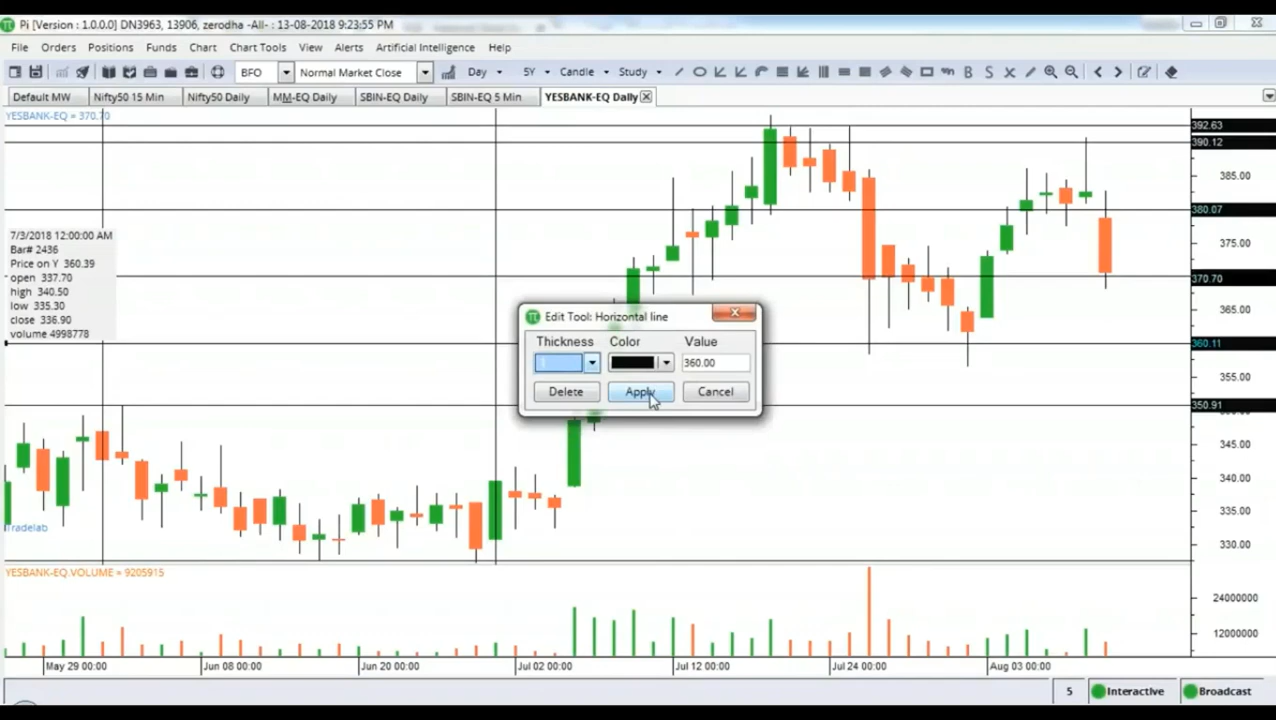 Pi [Version : 1.0.0.0] DN3963, 13906, zerodha -All- : 13-08-2018 9:23:55 PM
File Orders Positions Funds Chart Chart Tools View Alerts Artificial Intelligence Help
BFO Normal Market Close Day 5Y Candle Study B S X
Default MW Nifty50 15 Min Nifty50 Daily MM-EQ Daily SBIN-EQ Daily SBIN-EQ 5 Min YESBANK-EQ Daily
YESBANK-EQ = 370.70
392.63
390.12
385.00
380.07
375.00
370.70
365.00
360.11
355.00
350.91
345.00
340.00
335.00
330.00
7/3/2018 12:00:00 AM
Bar# 2436
Price on Y 360.39
open 337.70
high 340.50
low 335.30
close 336.90
volume 4998778
Edit Tool: Horizontal line
Thickness Color Value
360.00
Delete Apply Cancel
Tradelab
YESBANK-EQ.VOLUME = 9205915
24000000
12000000
May 29 00:00 Jun 08 00:00 Jun 20 00:00 Jul 02 00:00 Jul 12 00:00 Jul 24 00:00 Aug 03 00:00
5 Interactive Broadcast